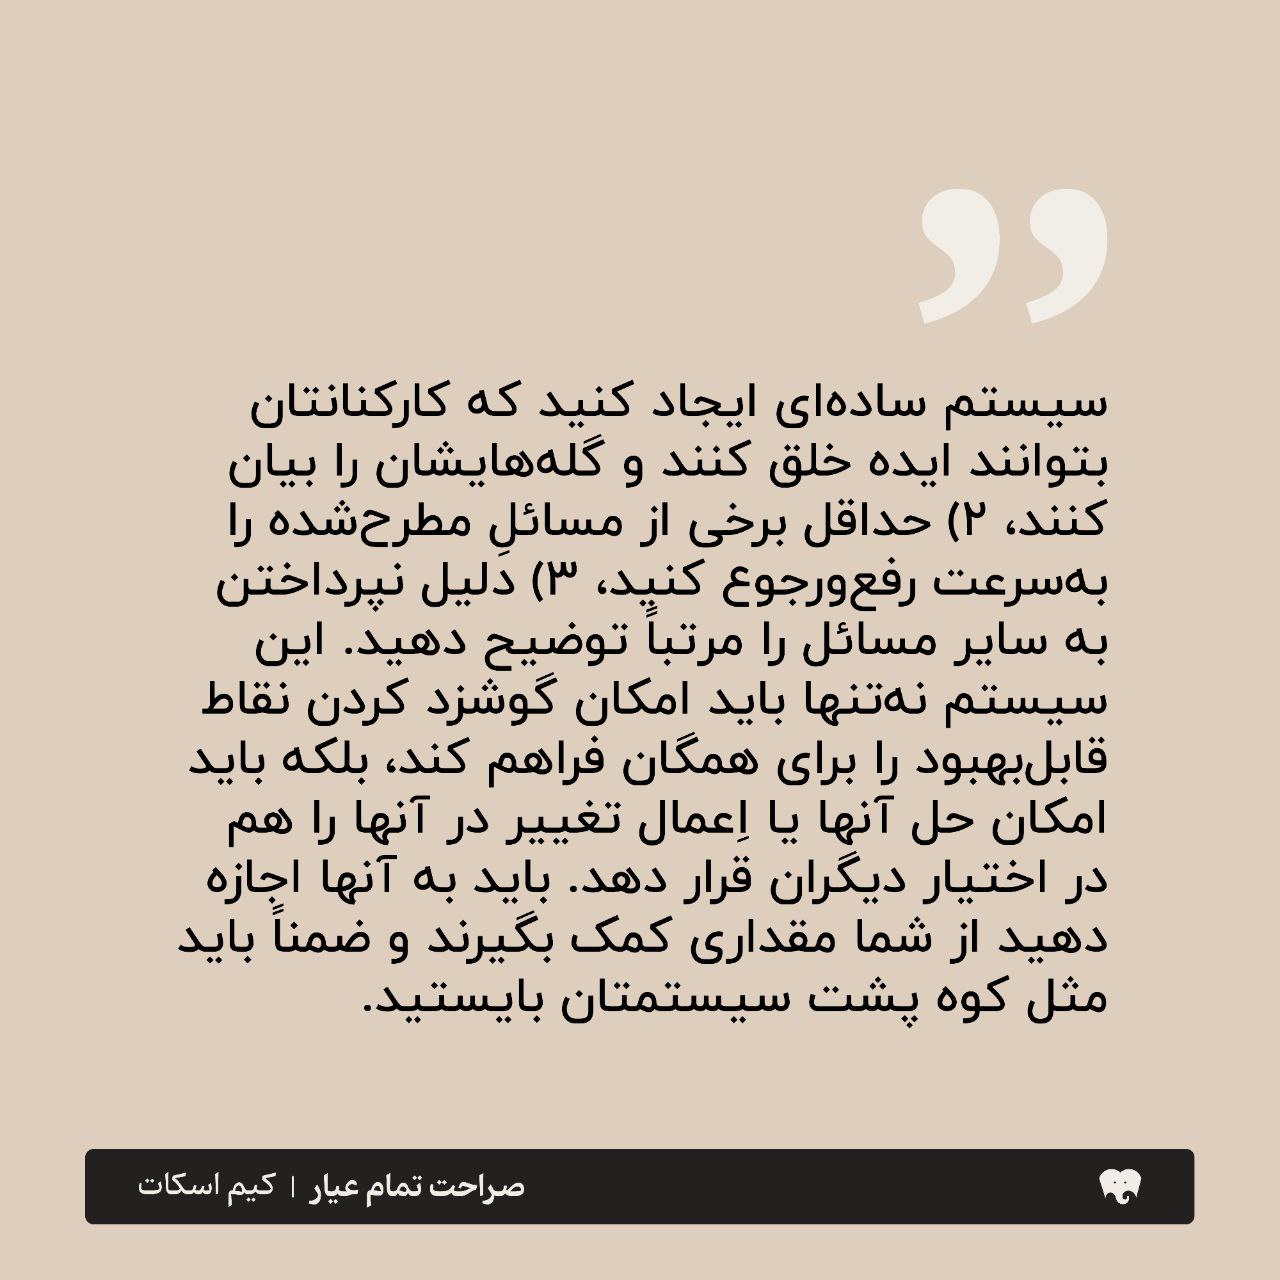 ”
سیستم ساده‌ای ایجاد کنید که کارکنانتان
بتوانند ایده خلق کنند و گله‌هایشان را بیان
کنند، ۲) حداقل برخی از مسائلِ مطرح‌شده را
به‌سرعت رفع‌ورجوع کنید، ۳) دلیل نپرداختن
به سایر مسائل را مرتباً توضیح دهید. این
سیستم نه‌تنها باید امکان گوشزد کردن نقاط
قابل‌بهبود را برای همگان فراهم کند، بلکه باید
امکان حل آنها یا اِعمال تغییر در آنها را هم
در اختیار دیگران قرار دهد. باید به آنها اجازه
دهید از شما مقداری کمک بگیرند و ضمناً باید
مثل کوه پشت سیستمتان بایستید.
صراحت تمام عیار | کیم اسکات